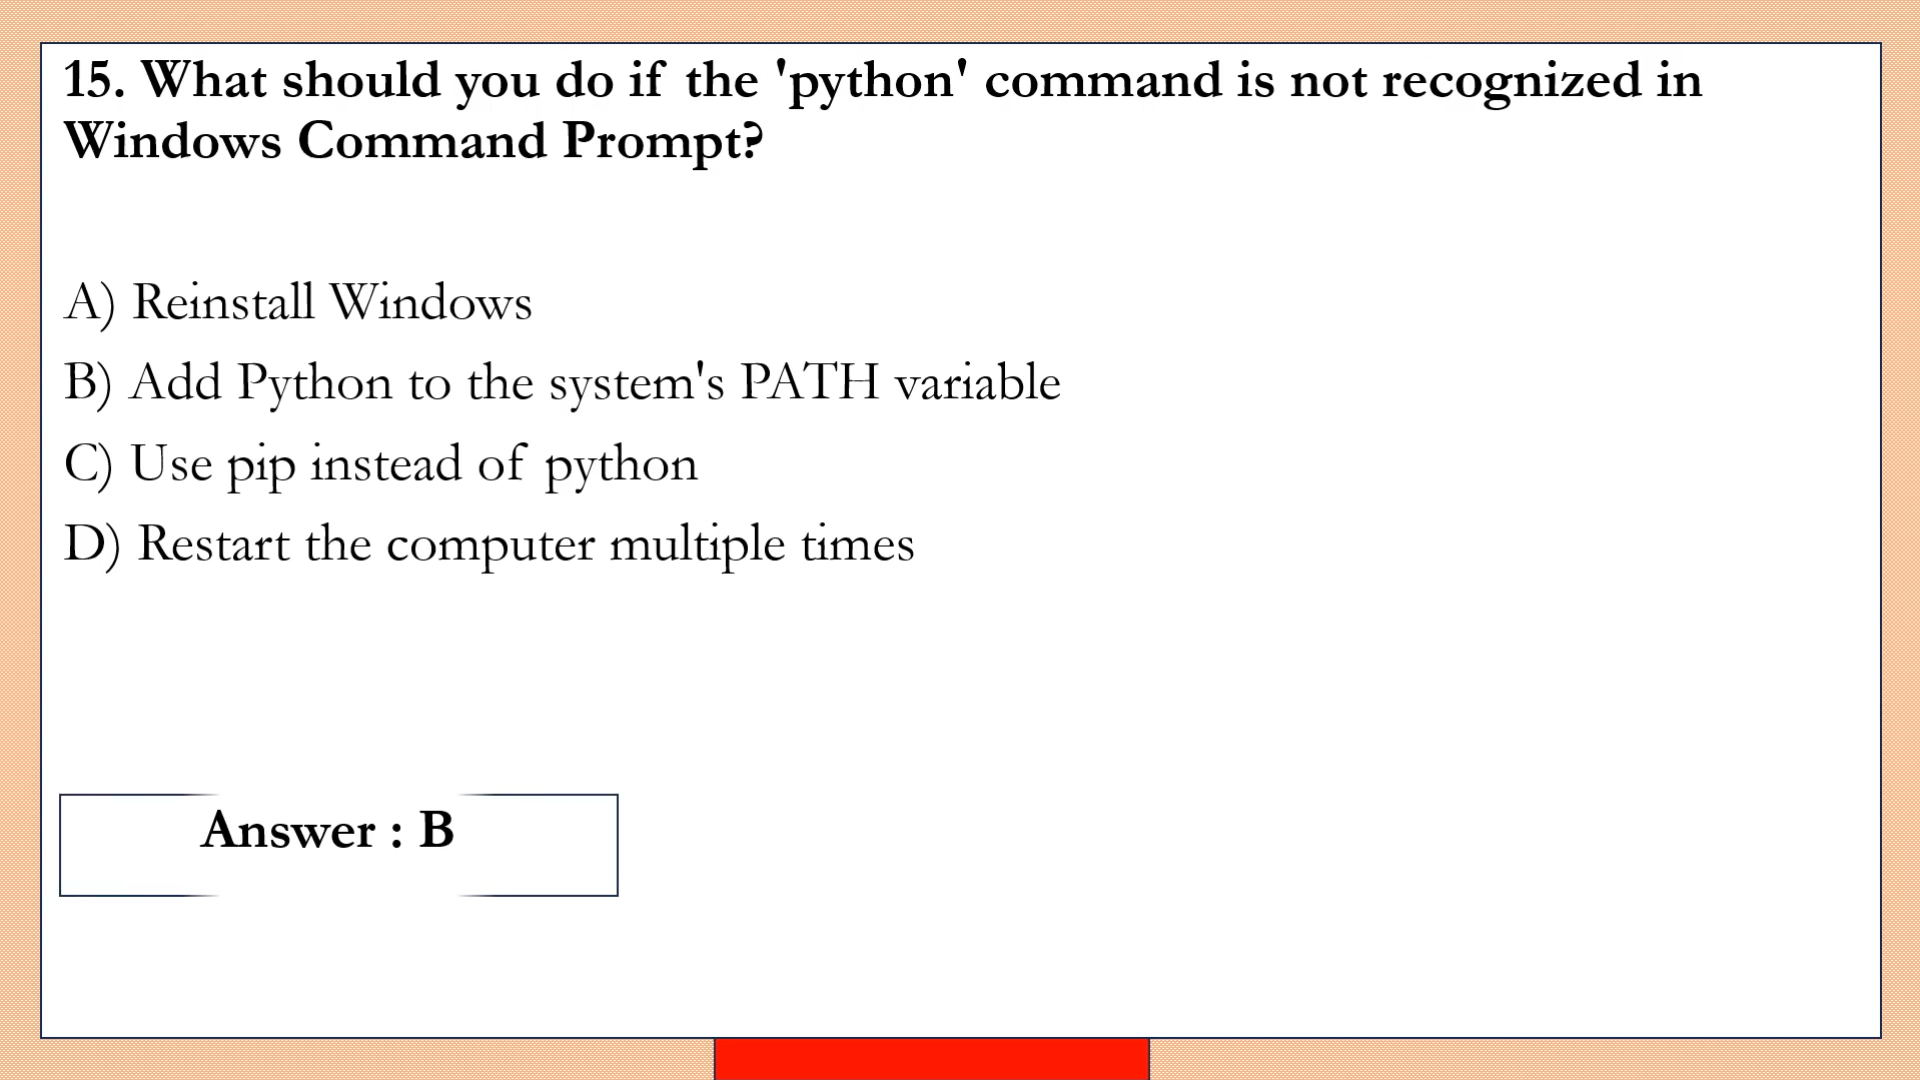 15. What should you do if the 'python' command is not recognized in
Windows Command Prompt?
A) Reinstall Windows
B) Add Python to the system's PATH variable
C) Use pip instead of python
D) Restart the computer multiple times
Answer : B